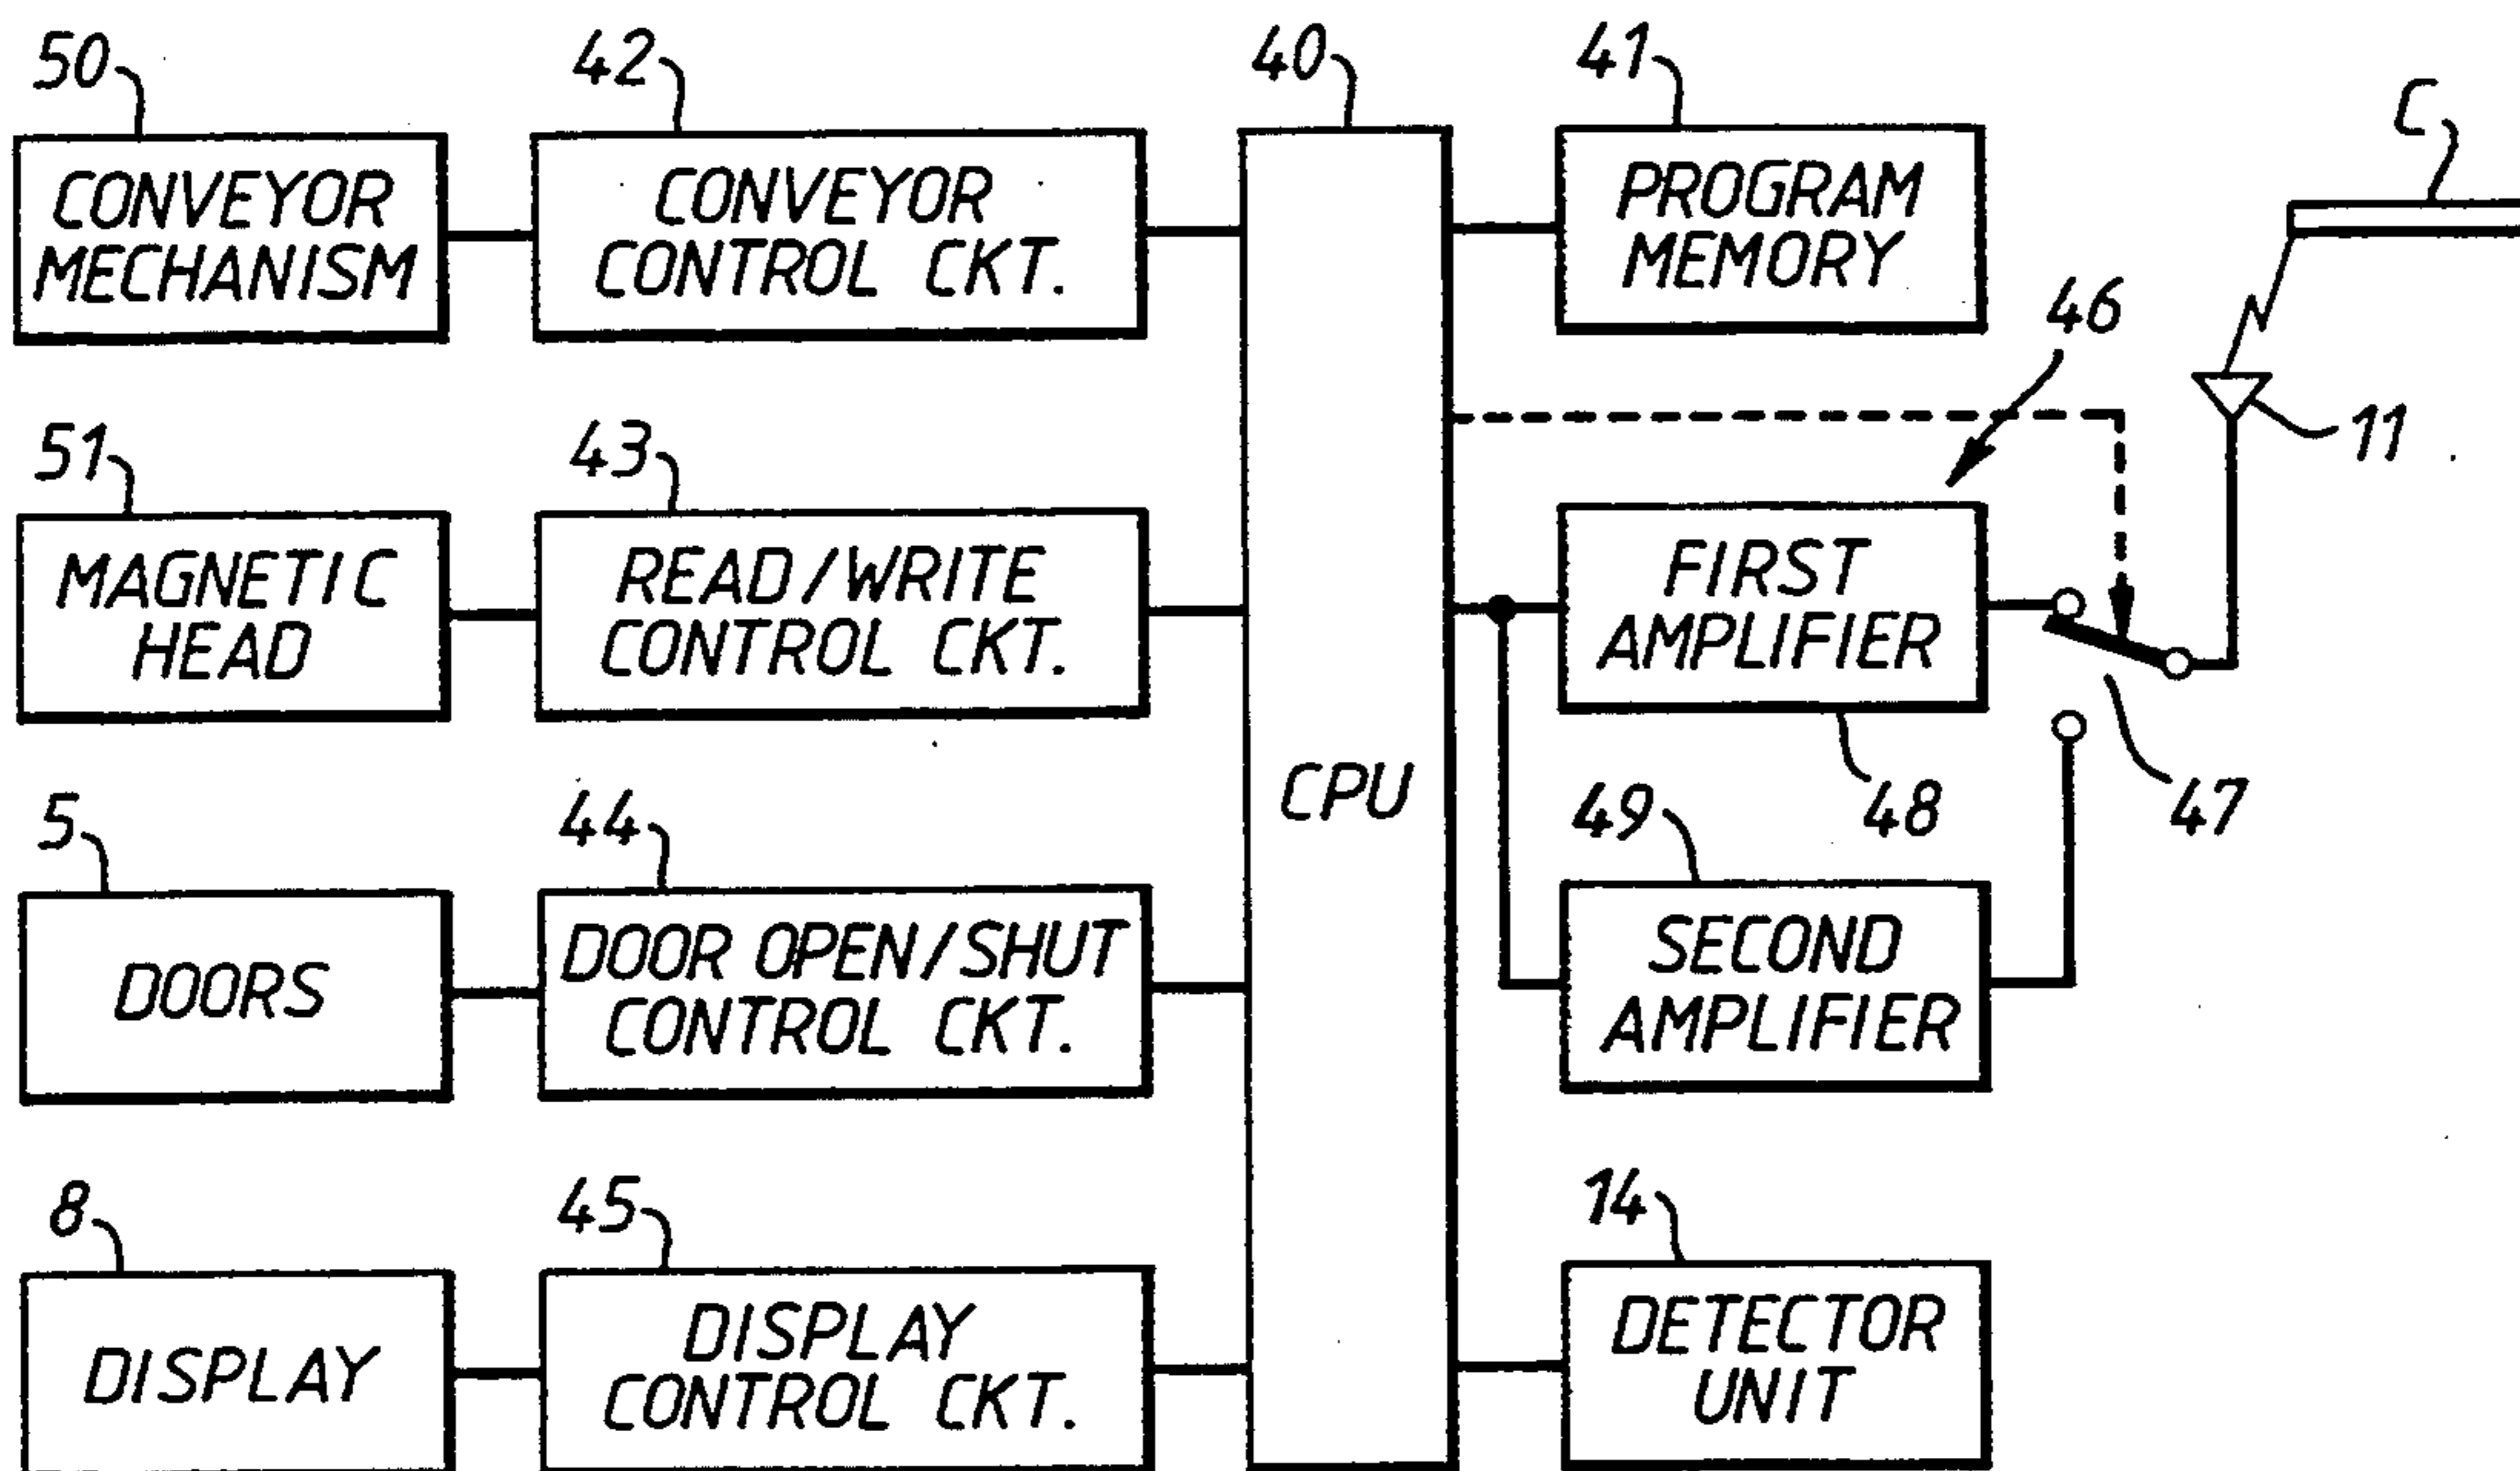 50
42
40
41
C
CONVEYOR
MECHANISM
CONVEYOR
CONTROL CKT.
PROGRAM
MEMORY
46
11
51
43
MAGNETIC
HEAD
READ/WRITE
CONTROL CKT.
FIRST
AMPLIFIER
CPU
48
47
5
44
49
DOORS
DOOR OPEN/SHUT
CONTROL CKT.
SECOND
AMPLIFIER
8
45
14
DISPLAY
DISPLAY
CONTROL CKT.
DETECTOR
UNIT